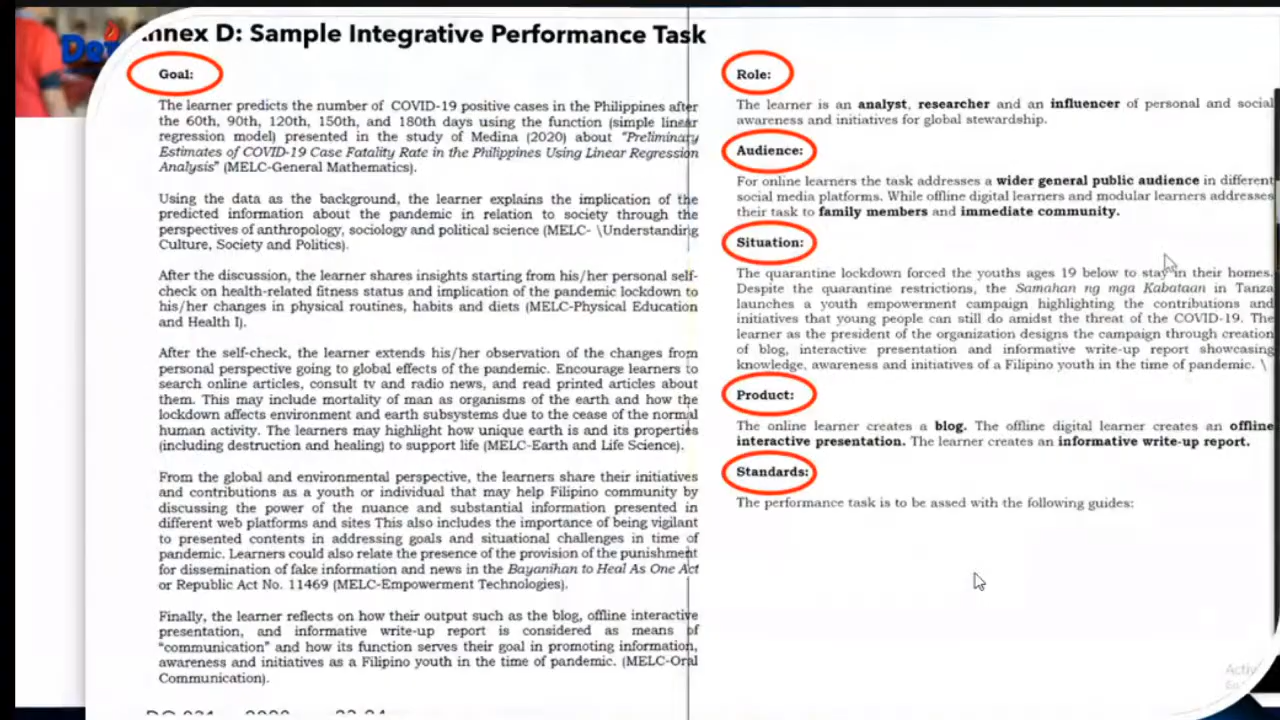 Annex D: Sample Integrative Performance Task
Goal:
The learner predicts the number of COVID-19 positive cases in the Philippines after
the 60th, 90th, 120th, 150th, and 180th days using the function (simple linear
regression model) presented in the study of Medina (2020) about "Preliminary
Estimates of COVID-19 Case Fatality Rate in the Philippines Using Linear Regression
Analysis" (MELC-General Mathematics).
Using the data as the background, the learner explains the implication of the
predicted information about the pandemic in relation to society through the
perspectives of anthropology, sociology and political science (MELC- \Understanding
Culture, Society and Politics).
After the discussion, the learner shares insights starting from his/her personal self-
check on health-related fitness status and implication of the pandemic lockdown to
his/her changes in physical routines, habits and diets (MELC-Physical Education
and Health I).
After the self-check, the learner extends his/her observation of the changes from
personal perspective going to global effects of the pandemic. Encourage learners to
search online articles, consult tv and radio news, and read printed articles about
them. This may include mortality of man as organisms of the earth and how the
lockdown affects environment and earth subsystems due to the cease of the normal
human activity. The learners may highlight how unique earth is and its properties
(including destruction and healing) to support life (MELC-Earth and Life Science).
From the global and environmental perspective, the learners share their initiatives
and contributions as a youth or individual that may help Filipino community by
discussing the power of the nuance and substantial information presented in
different web platforms and sites This also includes the importance of being vigilant
to presented contents in addressing goals and situational challenges in time of
pandemic. Learners could also relate the presence of the provision of the punishment
for dissemination of fake information and news in the Bayanihan to Heal As One Act
or Republic Act No. 11469 (MELC-Empowerment Technologies).
Finally, the learner reflects on how their output such as the blog, offline interactive
presentation, and informative write-up report is considered as means of
"communication" and how its function serves their goal in promoting information,
awareness and initiatives as a Filipino youth in the time of pandemic. (MELC-Oral
Communication).
Role:
The learner is an analyst, researcher and an influencer of personal and social
awareness and initiatives for global stewardship.
Audience:
For online learners the task addresses a wider general public audience in different
social media platforms. While offline digital learners and modular learners addresses
their task to family members and immediate community.
Situation:
The quarantine lockdown forced the youths ages 19 below to stay in their homes.
Despite the quarantine restrictions, the Samahan ng mga Kabataan in Tanza
launches a youth empowerment campaign highlighting the contributions and
initiatives that young people can still do amidst the threat of the COVID-19. The
learner as the president of the organization designs the campaign through creation
of blog, interactive presentation and informative write-up report showcasing
knowledge, awareness and initiatives of a Filipino youth in the time of pandemic. \
Product:
The online learner creates a blog. The offline digital learner creates an offline
interactive presentation. The learner creates an informative write-up report.
Standards:
The performance task is to be assed with the following guides: